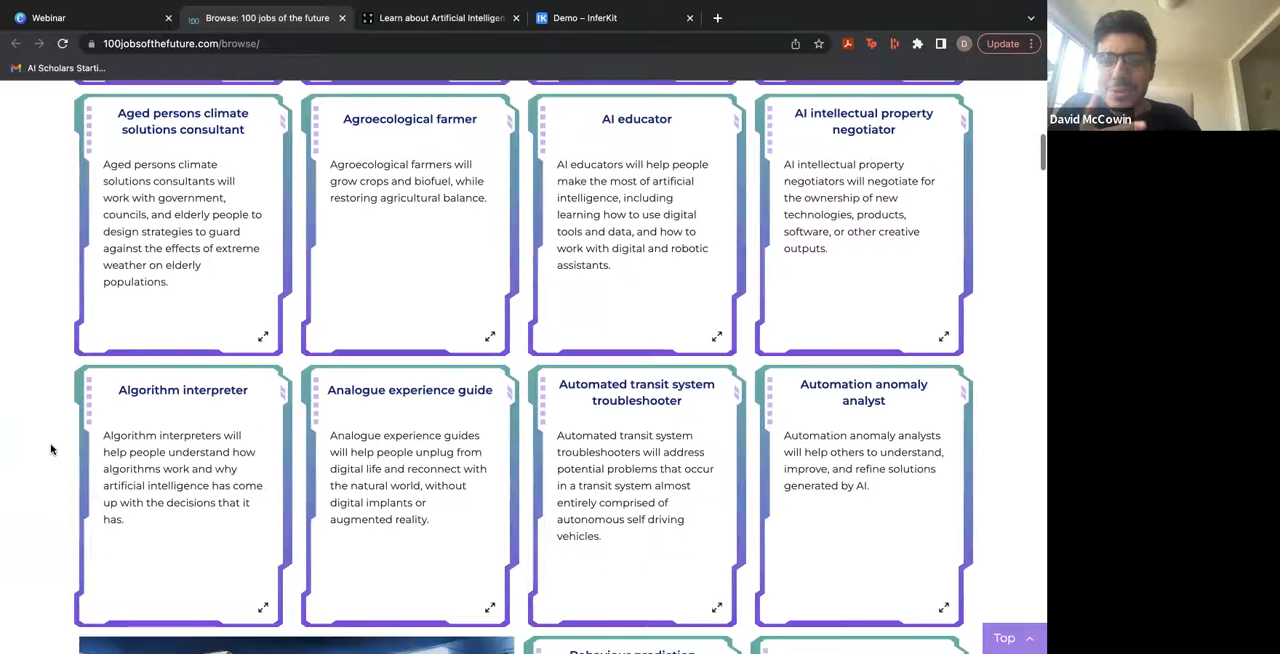 Webinar
Browse: 100 jobs of the future
Learn about Artificial Intelligen
Demo – InferKit
100jobsofthefuture.com/browse/
D
Update
AI Scholars Starti...
David McCowin
Aged persons climate
solutions consultant
Aged persons climate
solutions consultants will
work with government,
councils, and elderly people to
design strategies to guard
against the effects of extreme
weather on elderly
populations.
Agroecological farmer
Agroecological farmers will
grow crops and biofuel, while
restoring agricultural balance.
AI educator
AI educators will help people
make the most of artificial
intelligence, including
learning how to use digital
tools and data, and how to
work with digital and robotic
assistants.
AI intellectual property
negotiator
AI intellectual property
negotiators will negotiate for
the ownership of new
technologies, products,
software, or other creative
outputs.
Algorithm interpreter
Algorithm interpreters will
help people understand how
algorithms work and why
artificial intelligence has come
up with the decisions that it
has.
Analogue experience guide
Analogue experience guides
will help people unplug from
digital life and reconnect with
the natural world, without
digital implants or
augmented reality.
Automated transit system
troubleshooter
Automated transit system
troubleshooters will address
potential problems that occur
in a transit system almost
entirely comprised of
autonomous self driving
vehicles.
Automation anomaly
analyst
Automation anomaly analysts
will help others to understand,
improve, and refine solutions
generated by AI.
Top
Behaviour prediction